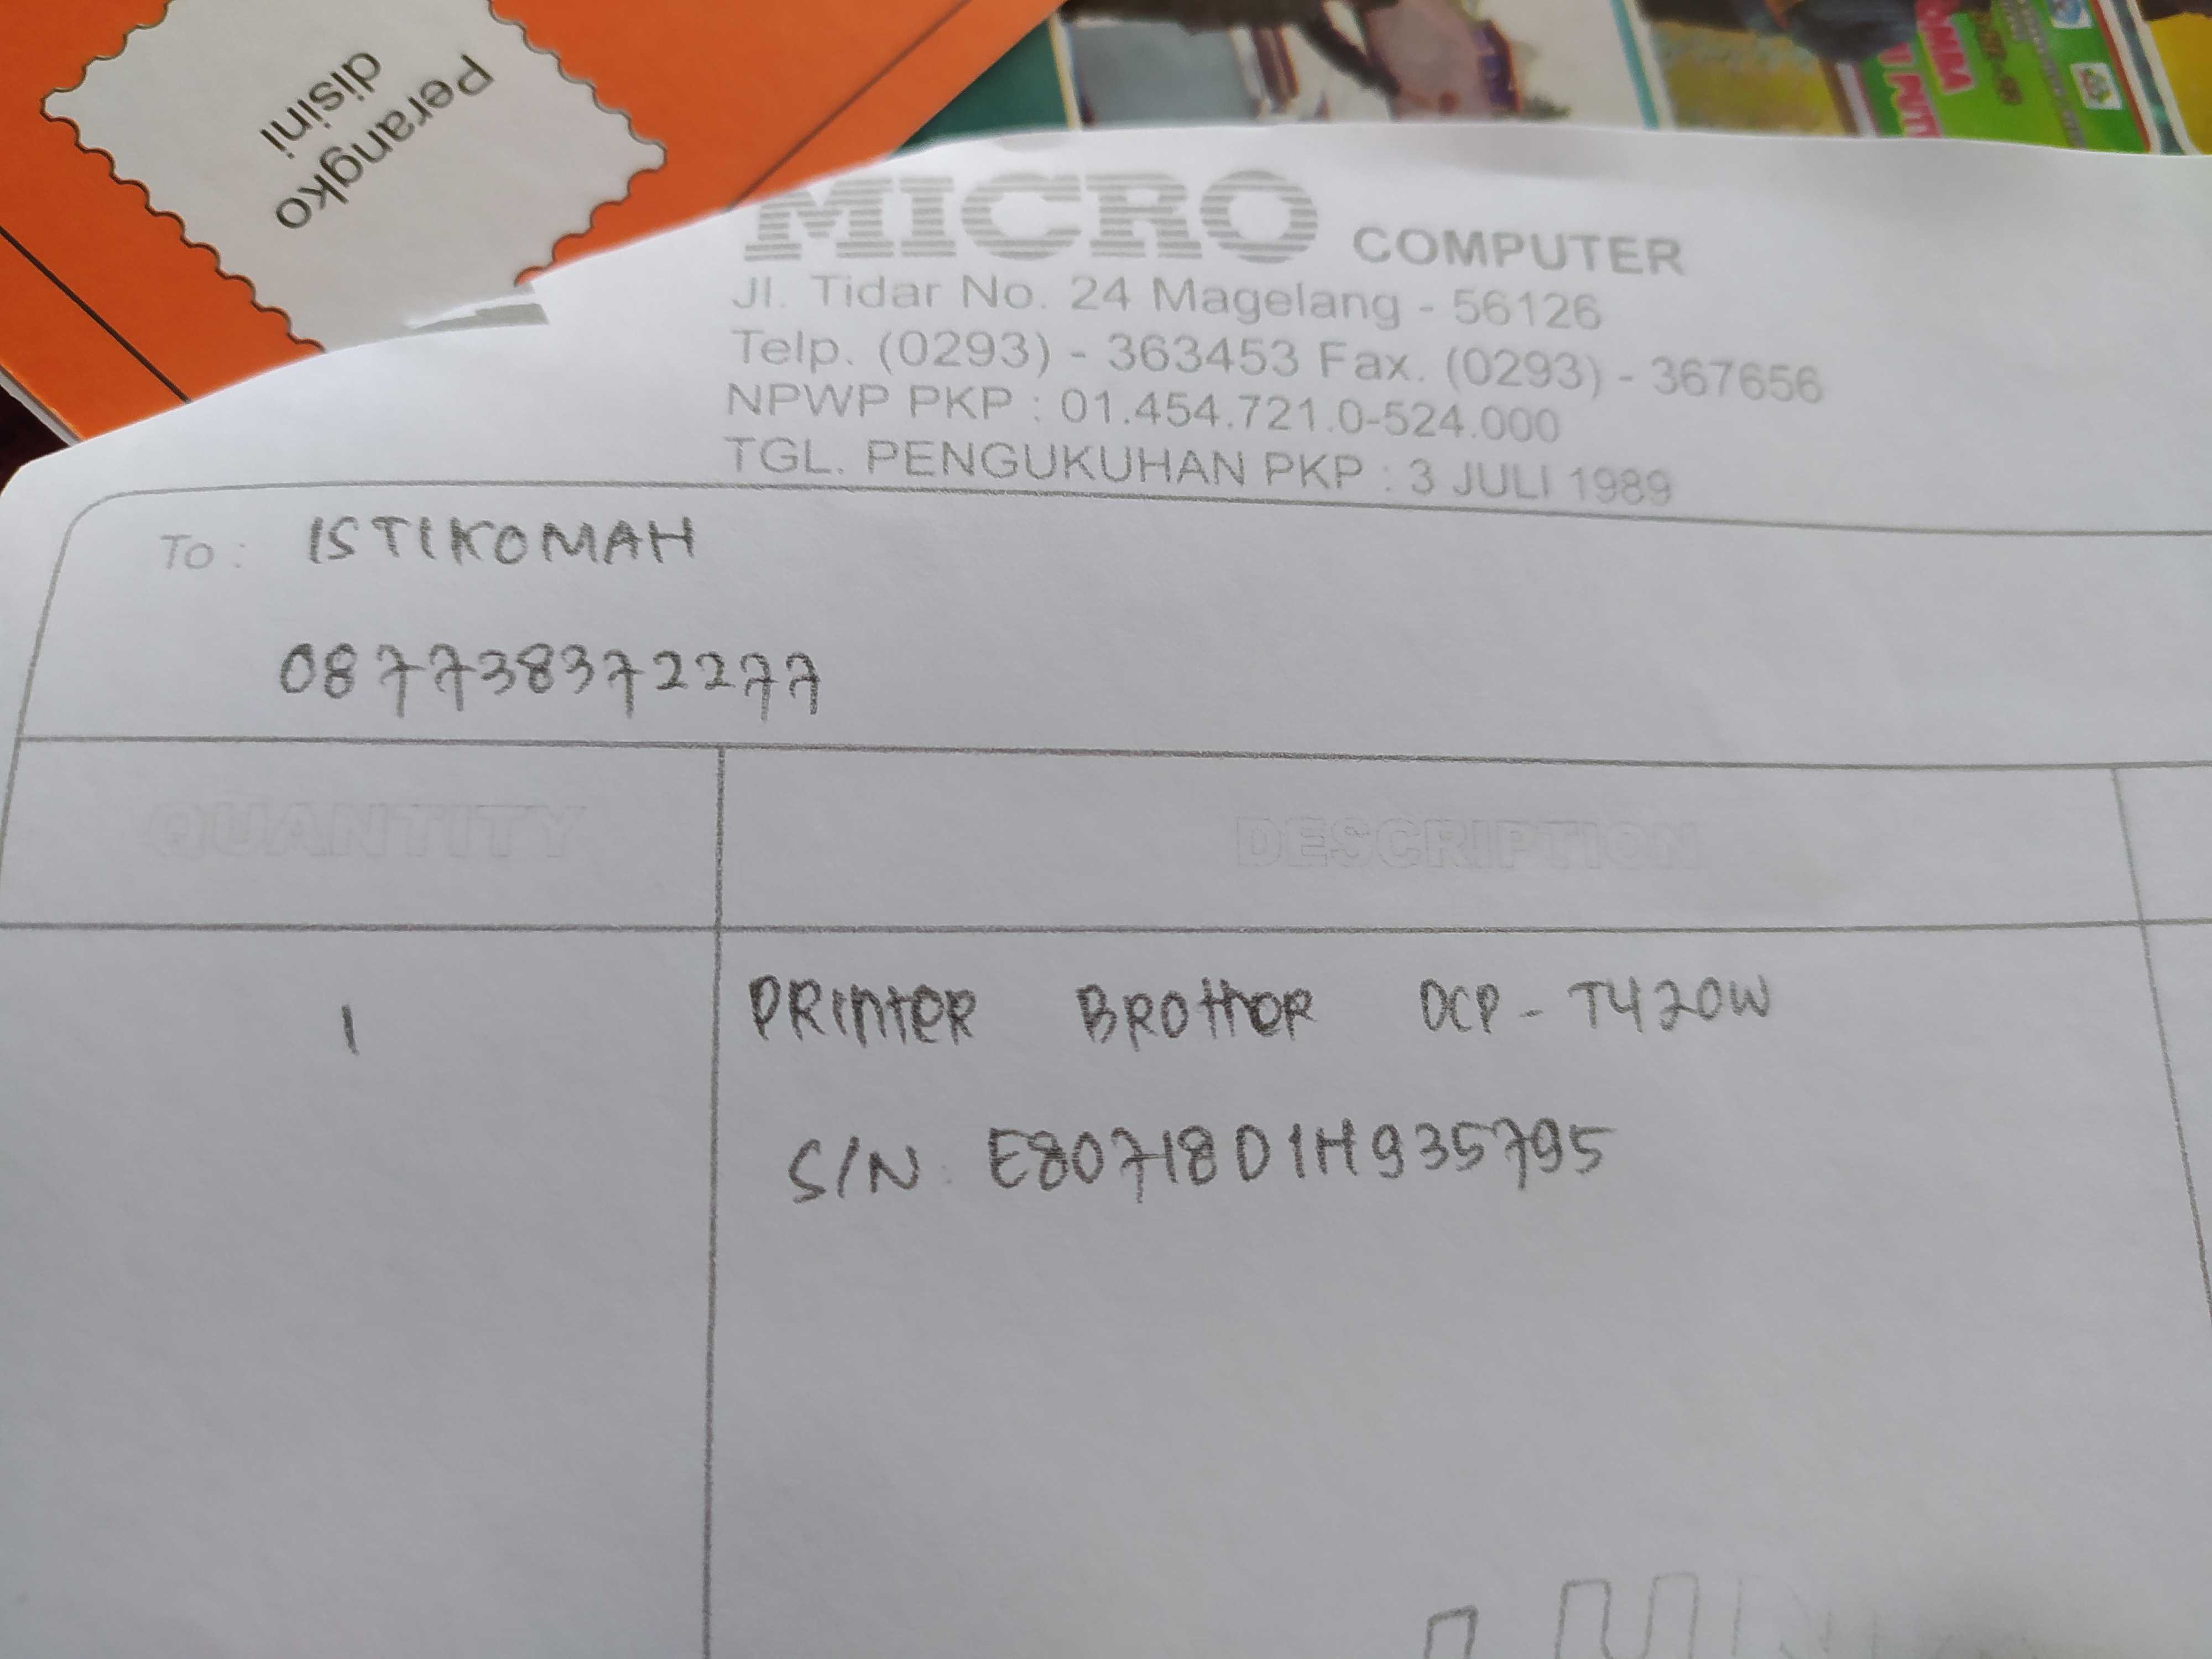 Perangko
disini
MICRO COMPUTER
Jl. Tidar No. 24 Magelang - 56126
Telp. (0293) - 363453 Fax. (0293) - 367656
NPWP PKP : 01.454.721.0-524.000
TGL. PENGUKUHAN PKP : 3 JULI 1989
To : ISTIKOMAH
087738372277
QUANTITY DESCRIPTION
1 PRINTER BROTHER DCP - T420W
S/N : E80718D1H935795